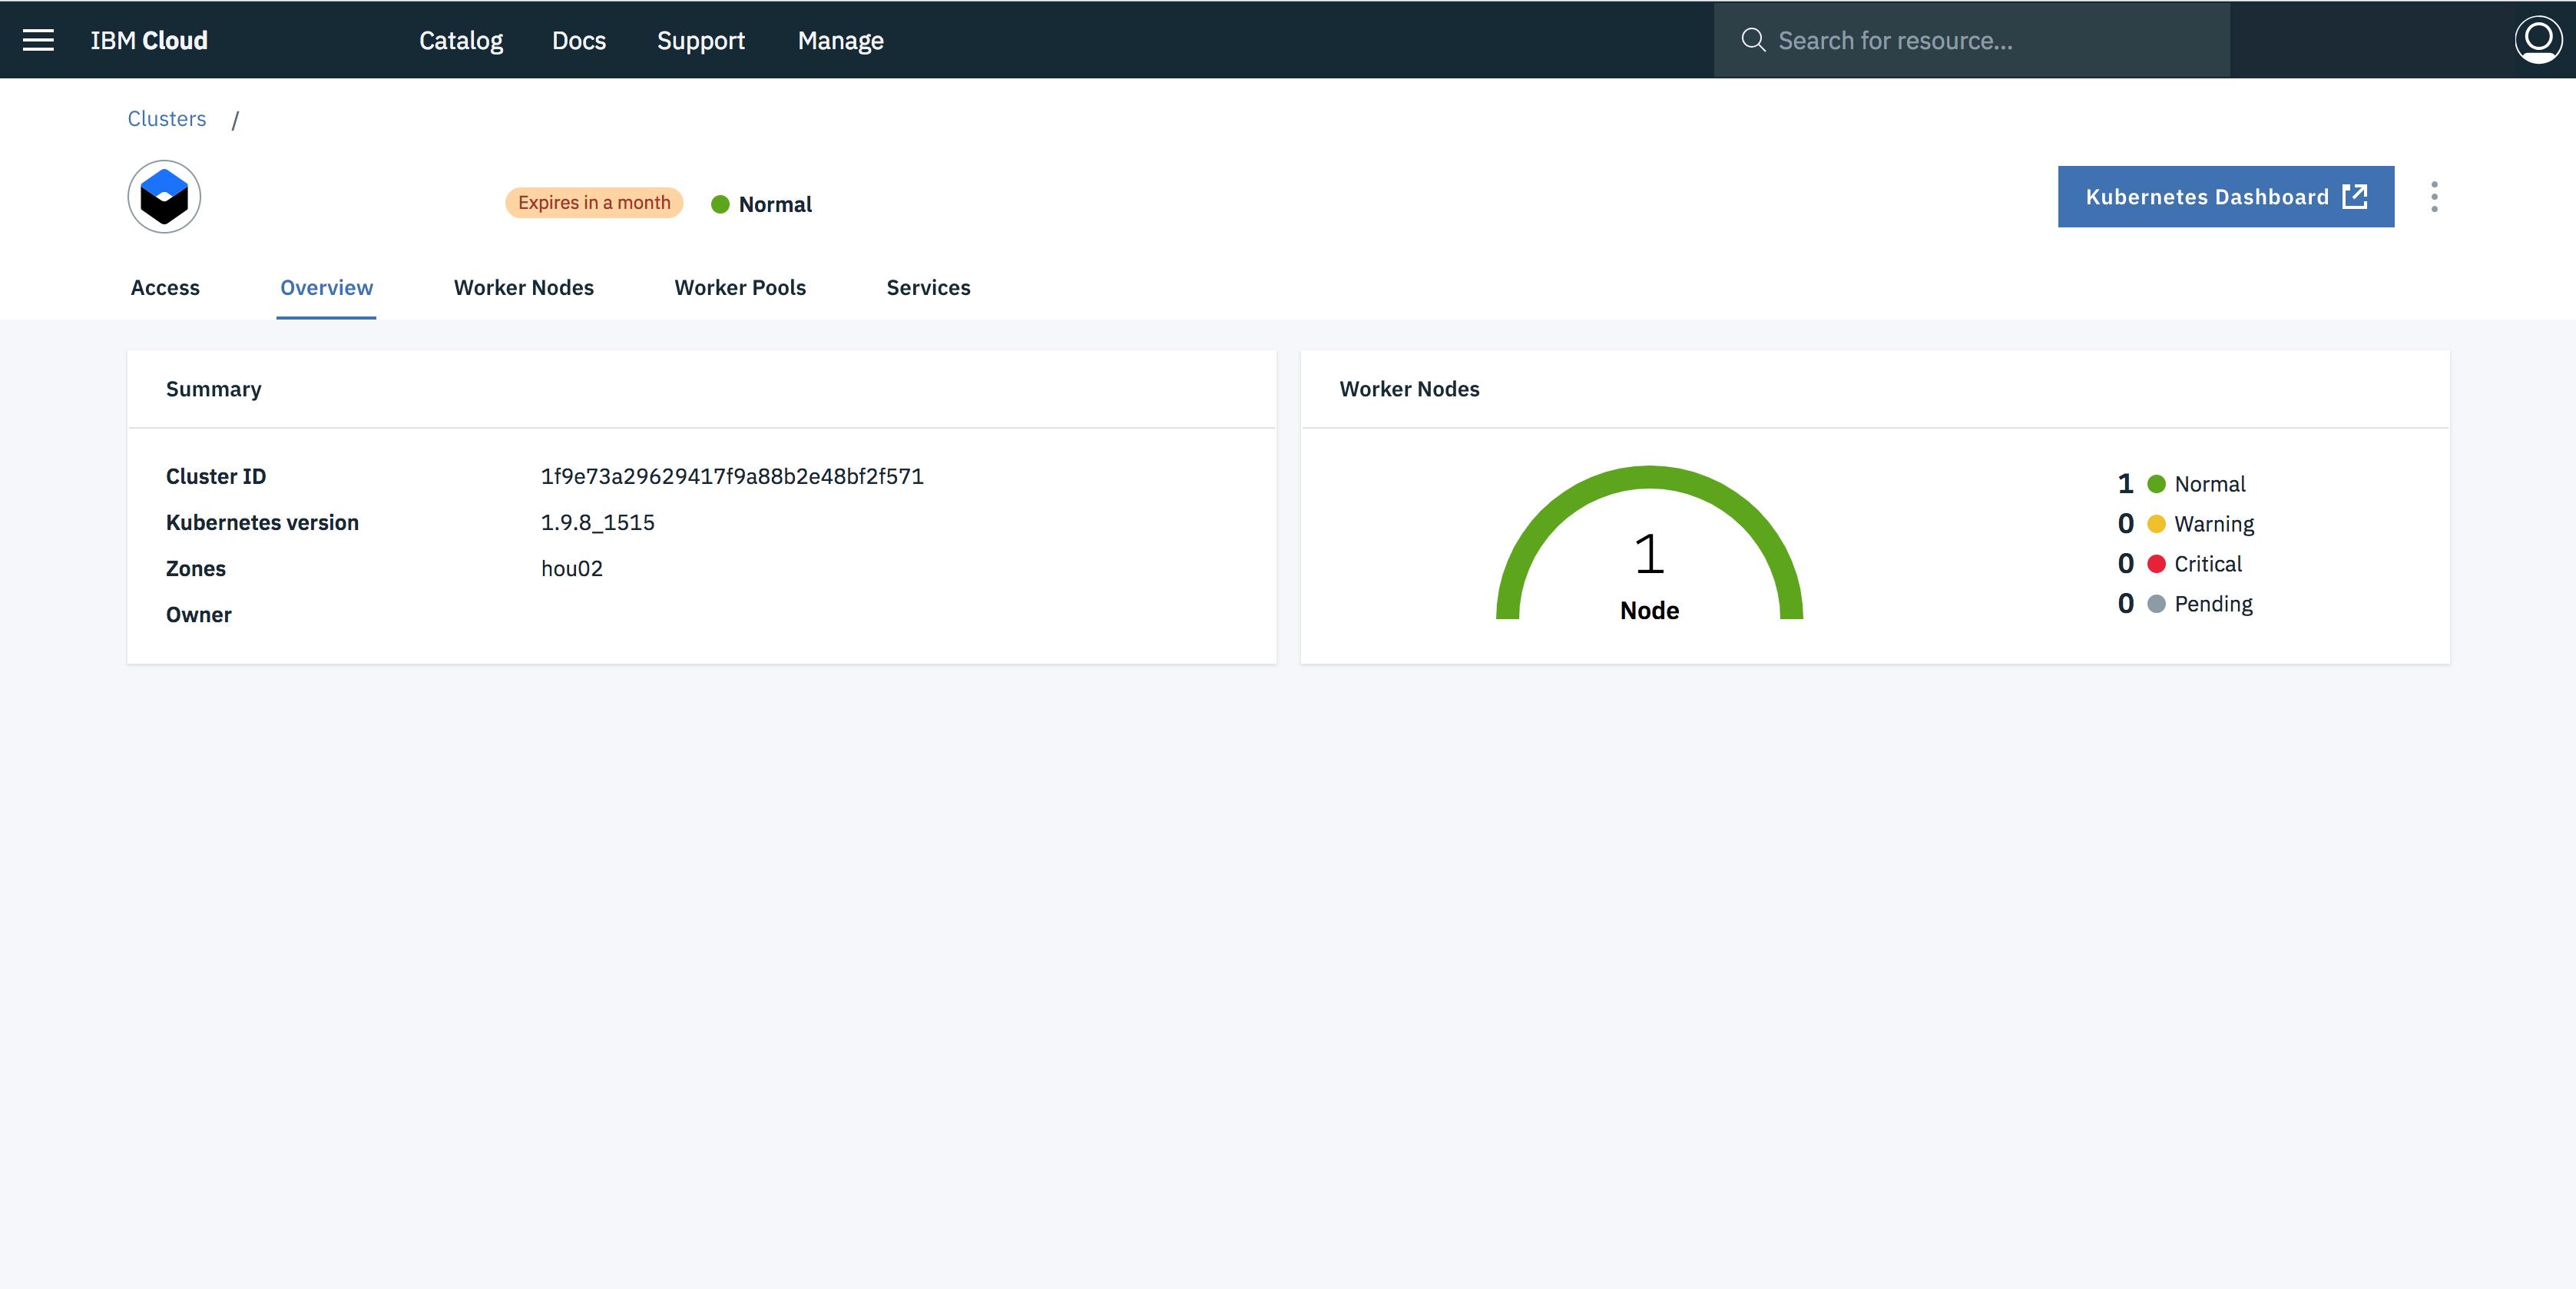 IBM Cloud Catalog Docs Support Manage Search for resource...
Clusters /
Expires in a month Normal Kubernetes Dashboard
Access Overview Worker Nodes Worker Pools Services
Summary
Cluster ID 1f9e73a29629417f9a88b2e48bf2f571
Kubernetes version 1.9.8_1515
Zones hou02
Owner
Worker Nodes
1
Node
1 Normal
0 Warning
0 Critical
0 Pending